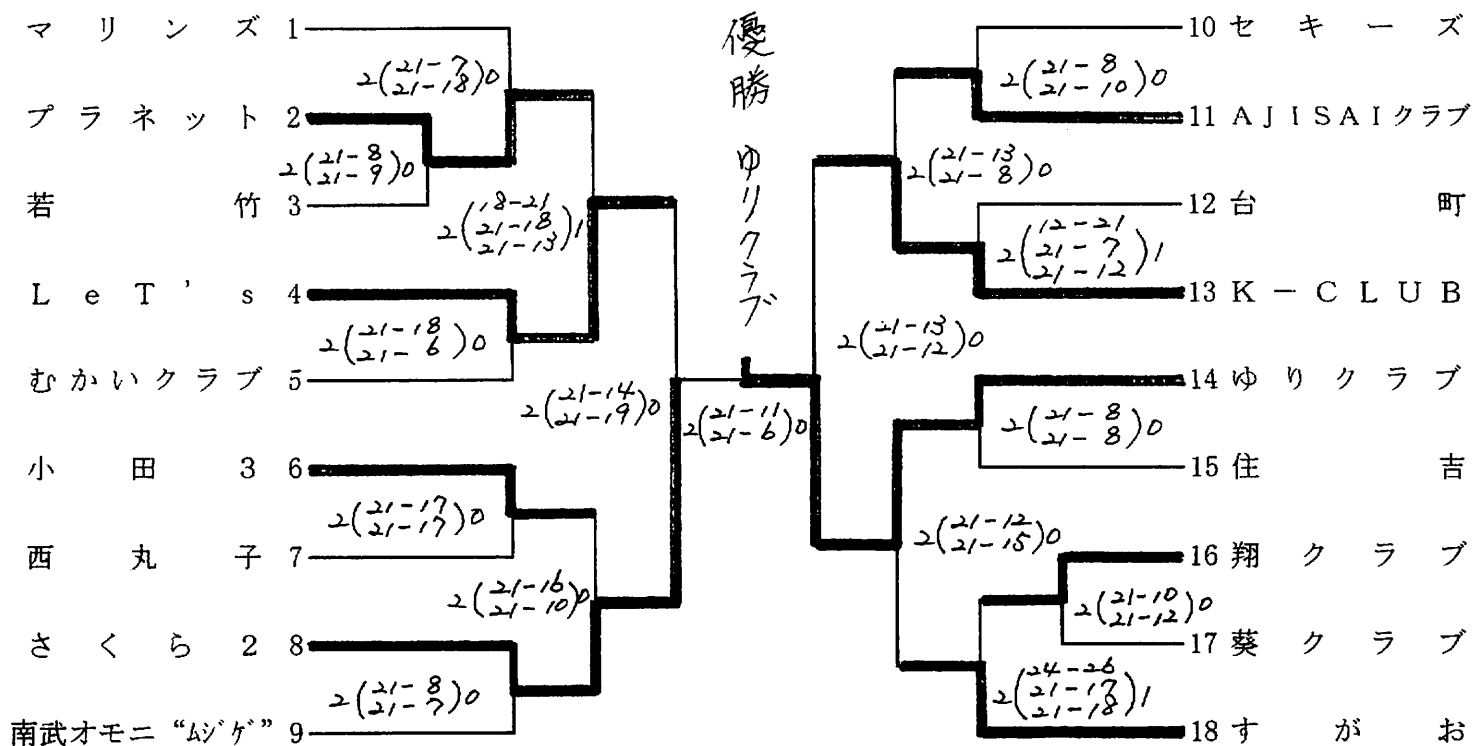 マリンズ 1
2(21-7 21-18)0
プラネット 2
2(21-8 21-9)0
若竹 3
2(18-21 21-18 21-13)1
LeT's 4
2(21-18 21-6)0
むかいクラブ 5
2(21-14 21-19)0
小田3 6
2(21-17 21-17)0
西丸子 7
2(21-16 21-10)0
さくら2 8
2(21-8 21-7)0
南武オモニ“ムジゲ” 9
優勝 ゆりクラブ
2(21-11 21-6)0
10 セキーズ
2(21-8 21-10)0
11 AJISAIクラブ
2(21-13 21-8)0
12 台町
2(12-21 21-7 21-12)1
13 K-CLUB
2(21-13 21-12)0
14 ゆりクラブ
2(21-8 21-8)0
15 住吉
2(21-12 21-15)0
16 翔クラブ
2(21-10 21-12)0
17 葵クラブ
2(24-26 21-17 21-18)1
18 すがお